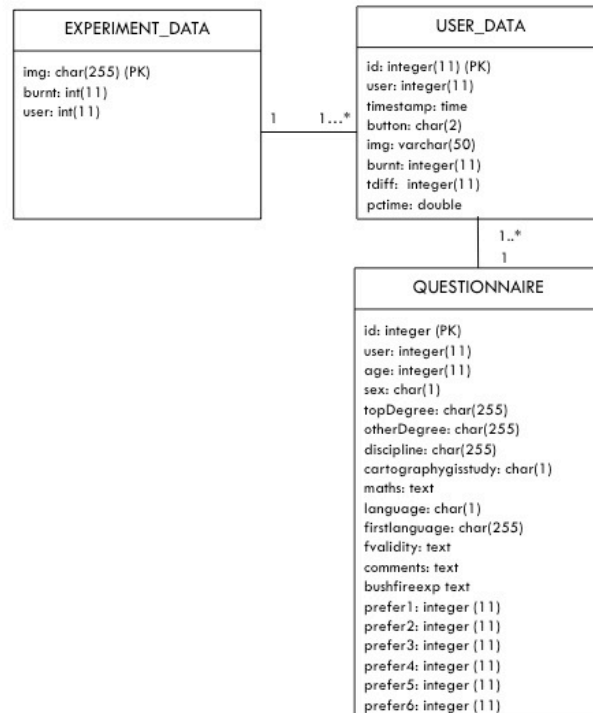 EXPERIMENT_DATA
img: char(255) (PK)
burnt: int(11)
user: int(11)
1
1...*
USER_DATA
id: integer(11) (PK)
user: integer(11)
timestamp: time
button: char(2)
img: varchar(50)
burnt: integer(11)
tdiff: integer(11)
pctime: double
1..*
1
QUESTIONNAIRE
id: integer (PK)
user: integer(11)
age: integer(11)
sex: char(1)
topDegree: char(255)
otherDegree: char(255)
discipline: char(255)
cartographygisstudy: char(1)
maths: text
language: char(1)
firstlanguage: char(255)
fvalidity: text
comments: text
bushfireexp text
prefer1: integer (11)
prefer2: integer (11)
prefer3: integer (11)
prefer4: integer (11)
prefer5: integer (11)
prefer6: integer (11)